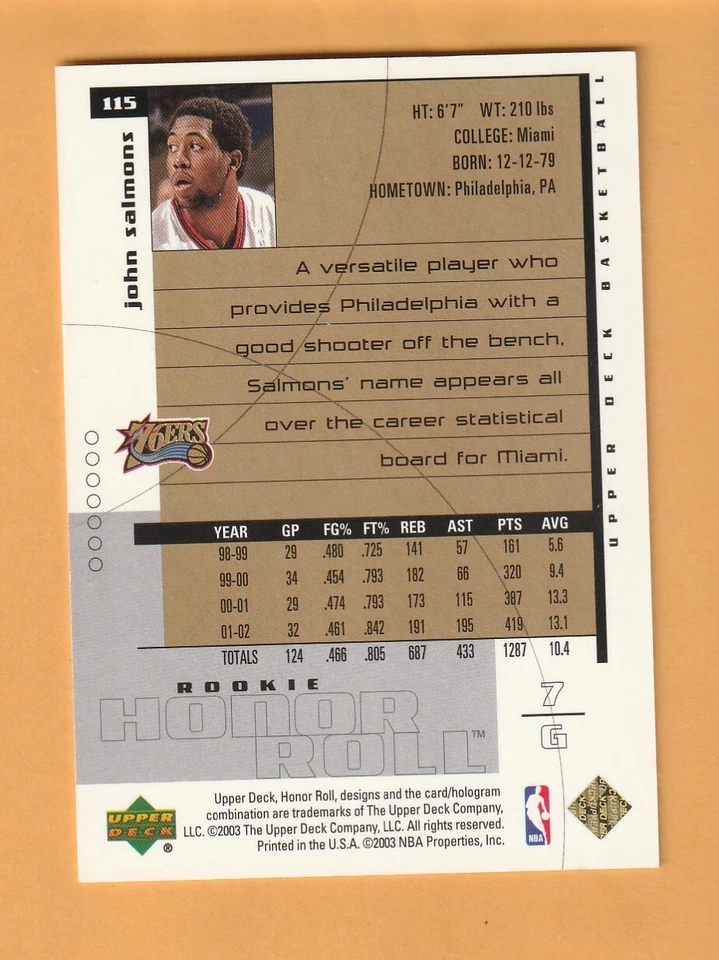 115
john salmons
HT: 6'7" WT: 210 lbs
COLLEGE: Miami
BORN: 12-12-79
HOMETOWN: Philadelphia, PA
UPPER DECK BASKETBALL
A versatile player who
provides Philadelphia with a
good shooter off the bench,
Salmons' name appears all
over the career statistical
board for Miami.
76ERS
YEAR GP FG% FT% REB AST PTS AVG
98-99 29 .480 .725 141 57 161 5.6
99-00 34 .454 .793 182 66 320 9.4
00-01 29 .474 .793 173 115 387 13.3
01-02 32 .461 .842 191 195 419 13.1
TOTALS 124 .466 .805 687 433 1287 10.4
ROOKIE
HONOR
ROLL™
7
G
Upper Deck, Honor Roll, designs and the card/hologram
combination are trademarks of The Upper Deck Company,
LLC. ©2003 The Upper Deck Company, LLC. All rights reserved.
Printed in the U.S.A. ©2003 NBA Properties, Inc.
UPPER
DECK
®
NBA